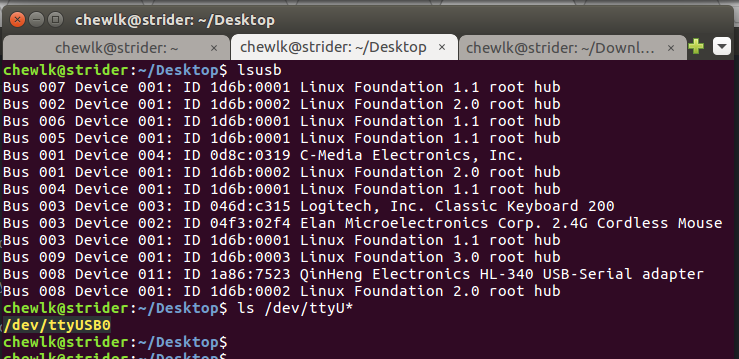 chewlk@strider: ~/Desktop
chewlk@strider: ~ × chewlk@strider: ~/Desktop × chewlk@strider: ~/Downl... ×
chewlk@strider:~/Desktop$ lsusb
Bus 007 Device 001: ID 1d6b:0001 Linux Foundation 1.1 root hub
Bus 002 Device 001: ID 1d6b:0002 Linux Foundation 2.0 root hub
Bus 006 Device 001: ID 1d6b:0001 Linux Foundation 1.1 root hub
Bus 005 Device 001: ID 1d6b:0001 Linux Foundation 1.1 root hub
Bus 001 Device 004: ID 0d8c:0319 C-Media Electronics, Inc.
Bus 001 Device 001: ID 1d6b:0002 Linux Foundation 2.0 root hub
Bus 004 Device 001: ID 1d6b:0001 Linux Foundation 1.1 root hub
Bus 003 Device 003: ID 046d:c315 Logitech, Inc. Classic Keyboard 200
Bus 003 Device 002: ID 04f3:02f4 Elan Microelectronics Corp. 2.4G Cordless Mouse
Bus 003 Device 001: ID 1d6b:0001 Linux Foundation 1.1 root hub
Bus 009 Device 001: ID 1d6b:0003 Linux Foundation 3.0 root hub
Bus 008 Device 011: ID 1a86:7523 QinHeng Electronics HL-340 USB-Serial adapter
Bus 008 Device 001: ID 1d6b:0002 Linux Foundation 2.0 root hub
chewlk@strider:~/Desktop$ ls /dev/ttyU*
/dev/ttyUSB0
chewlk@strider:~/Desktop$
chewlk@strider:~/Desktop$